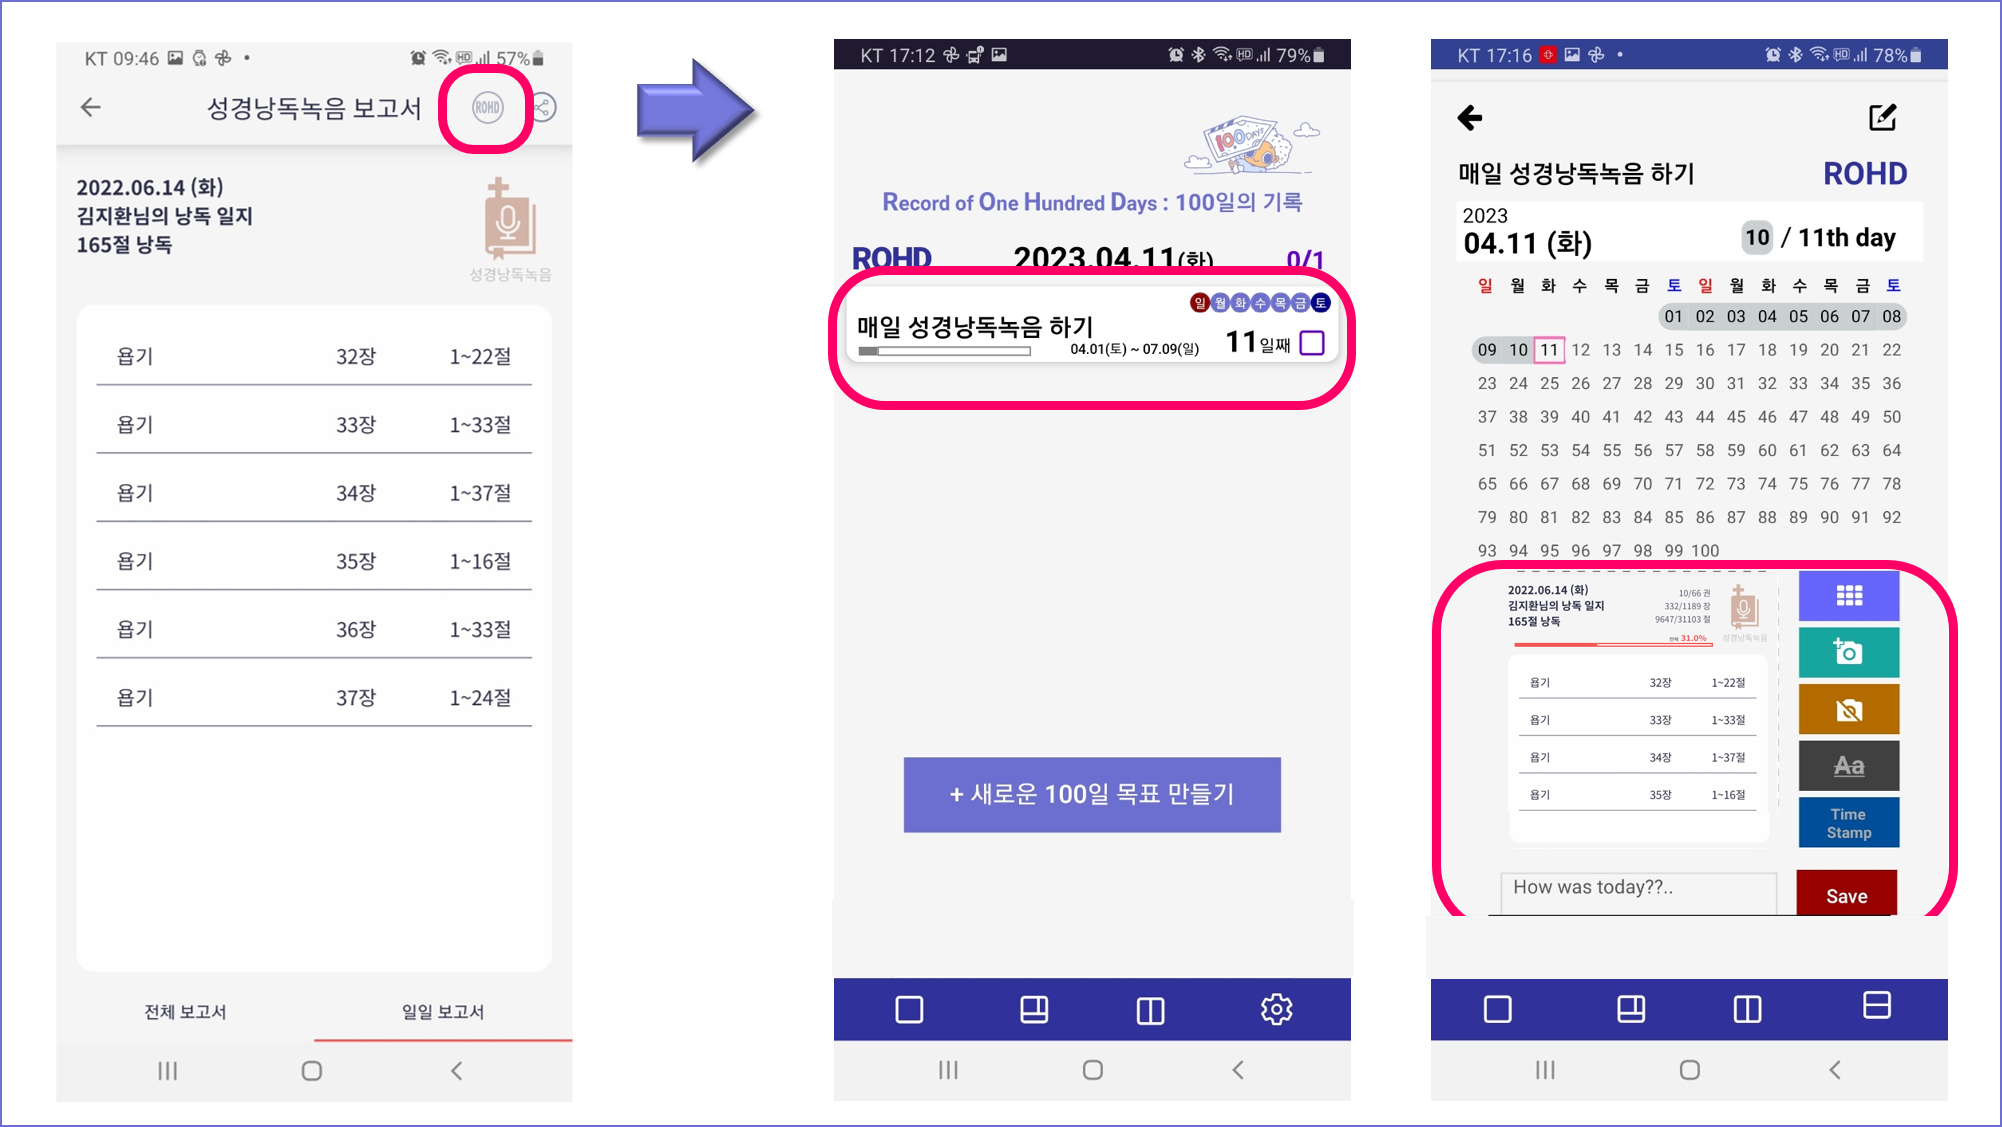 KT 09:46
57%
성경낭독녹음 보고서
ROHD
2022.06.14 (화)
김지환님의 낭독 일지
165절 낭독
성경낭독녹음
욥기 32장 1~22절
욥기 33장 1~33절
욥기 34장 1~37절
욥기 35장 1~16절
욥기 36장 1~33절
욥기 37장 1~24절
전체 보고서
일일 보고서
KT 17:12
HD
79%
100 DAYS
Record of One Hundred Days : 100일의 기록
ROHD 2023.04.11(화) 0/1
일 월 화 수 목 금 토
매일 성경낭독녹음 하기
04.01(토) ~ 07.09(일)
11일째
+ 새로운 100일 목표 만들기
KT 17:16
HD
78%
매일 성경낭독녹음 하기 ROHD
2023
04.11 (화)
10 / 11th day
일 월 화 수 목 금 토 일 월 화 수 목 금 토
01 02 03 04 05 06 07 08
09 10 11 12 13 14 15 16 17 18 19 20 21 22
23 24 25 26 27 28 29 30 31 32 33 34 35 36
37 38 39 40 41 42 43 44 45 46 47 48 49 50
51 52 53 54 55 56 57 58 59 60 61 62 63 64
65 66 67 68 69 70 71 72 73 74 75 76 77 78
79 80 81 82 83 84 85 86 87 88 89 90 91 92
93 94 95 96 97 98 99 100
2022.06.14 (화)
김지환님의 낭독 일지
165절 낭독
10/66 권
332/1189 장
9647/31103 절
전체 31.0%
성경낭독녹음
욥기 32장 1~22절
욥기 33장 1~33절
욥기 34장 1~37절
욥기 35장 1~16절
Aa
Time
Stamp
How was today??..
Save